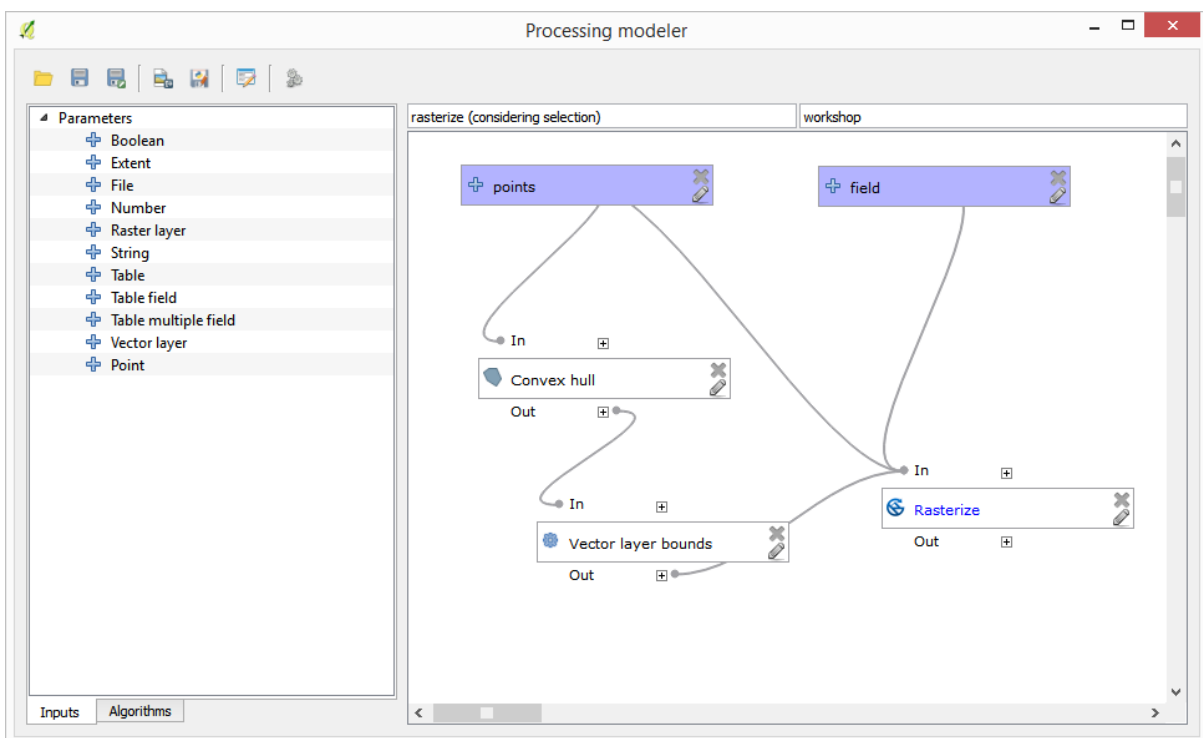 Processing modeler
Parameters
Boolean
Extent
File
Number
Raster layer
String
Table
Table field
Table multiple field
Vector layer
Point
Inputs
Algorithms
rasterize (considering selection)
workshop
points
field
In
Convex hull
Out
In
Vector layer bounds
Out
In
Rasterize
Out